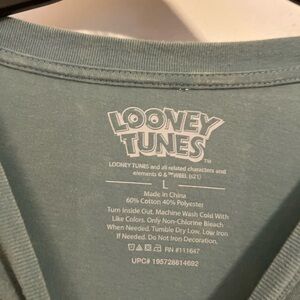 LOONEY
TUNES
TM
LOONEY TUNES and all related characters and
elements © & ™ WBEI. (s21)
L
Made in China
60% Cotton 40% Polyester
Turn Inside Out, Machine Wash Cold With
Like Colors. Only Non-Chlorine Bleach
When Needed. Tumble Dry Low. Low Iron
If Needed. Do Not Iron Decoration.
RN #111647
UPC# 195728814692